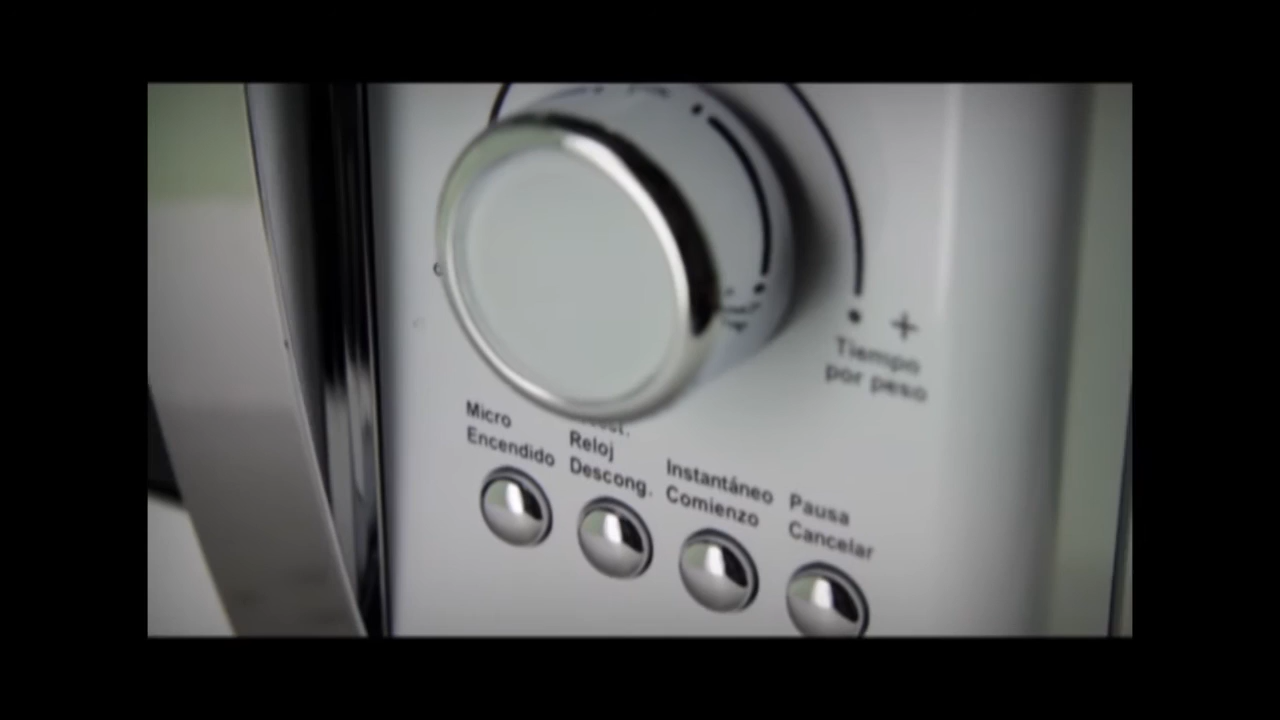 +
Tiempo
por peso
Micro
Encendido
Reloj
Descong.
Instantáneo
Comienzo
Pausa
Cancelar